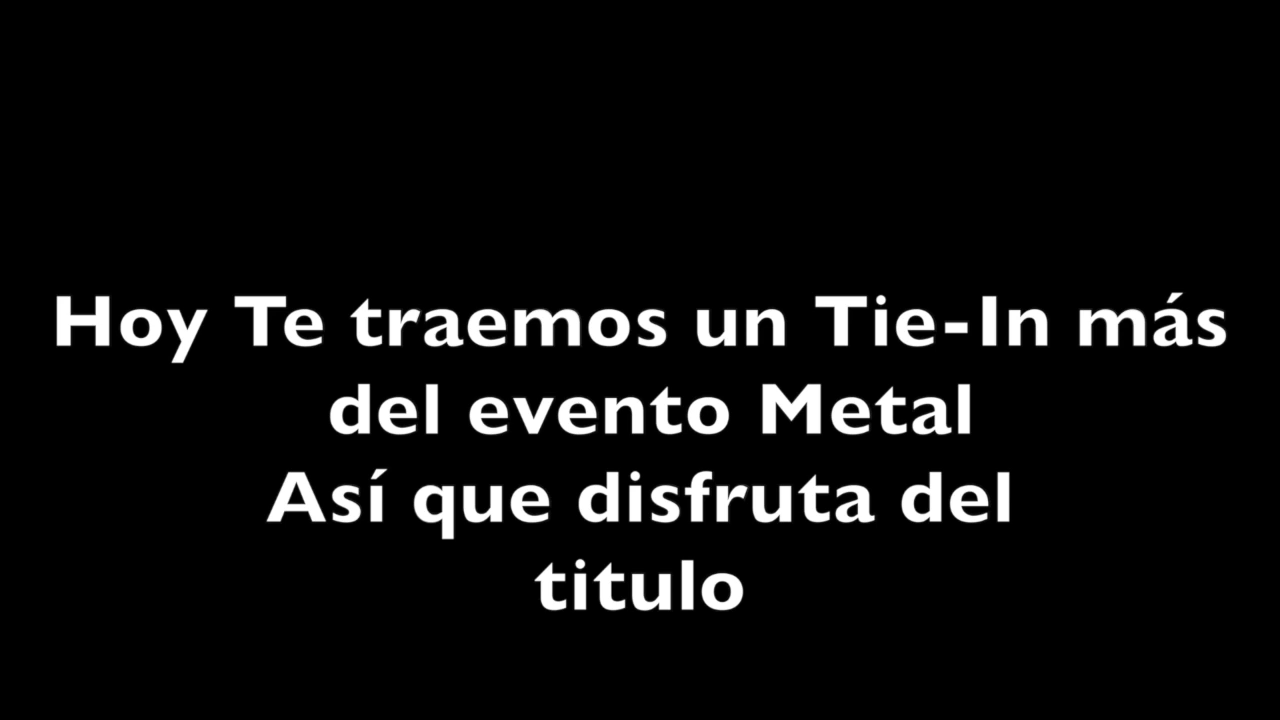 Hoy Te traemos un Tie-In más
del evento Metal
Así que disfruta del
titulo